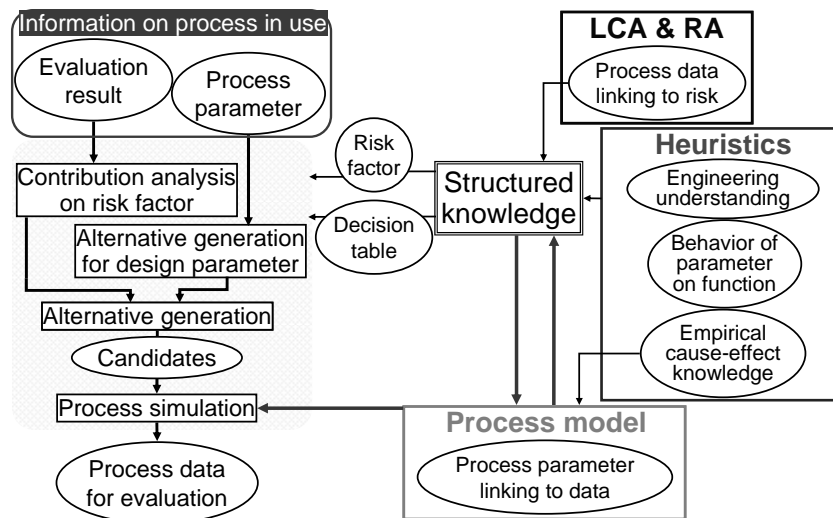 Information on process in use
Evaluation
result
Process
parameter
LCA & RA
Process data
linking to risk
Risk
factor
Heuristics
Contribution analysis
on risk factor
Structured
knowledge
Engineering
understanding
Decision
table
Alternative generation
for design parameter
Behavior of
parameter
on function
Alternative generation
Candidates
Empirical
cause-effect
knowledge
Process simulation
Process model
Process data
for evaluation
Process parameter
linking to data